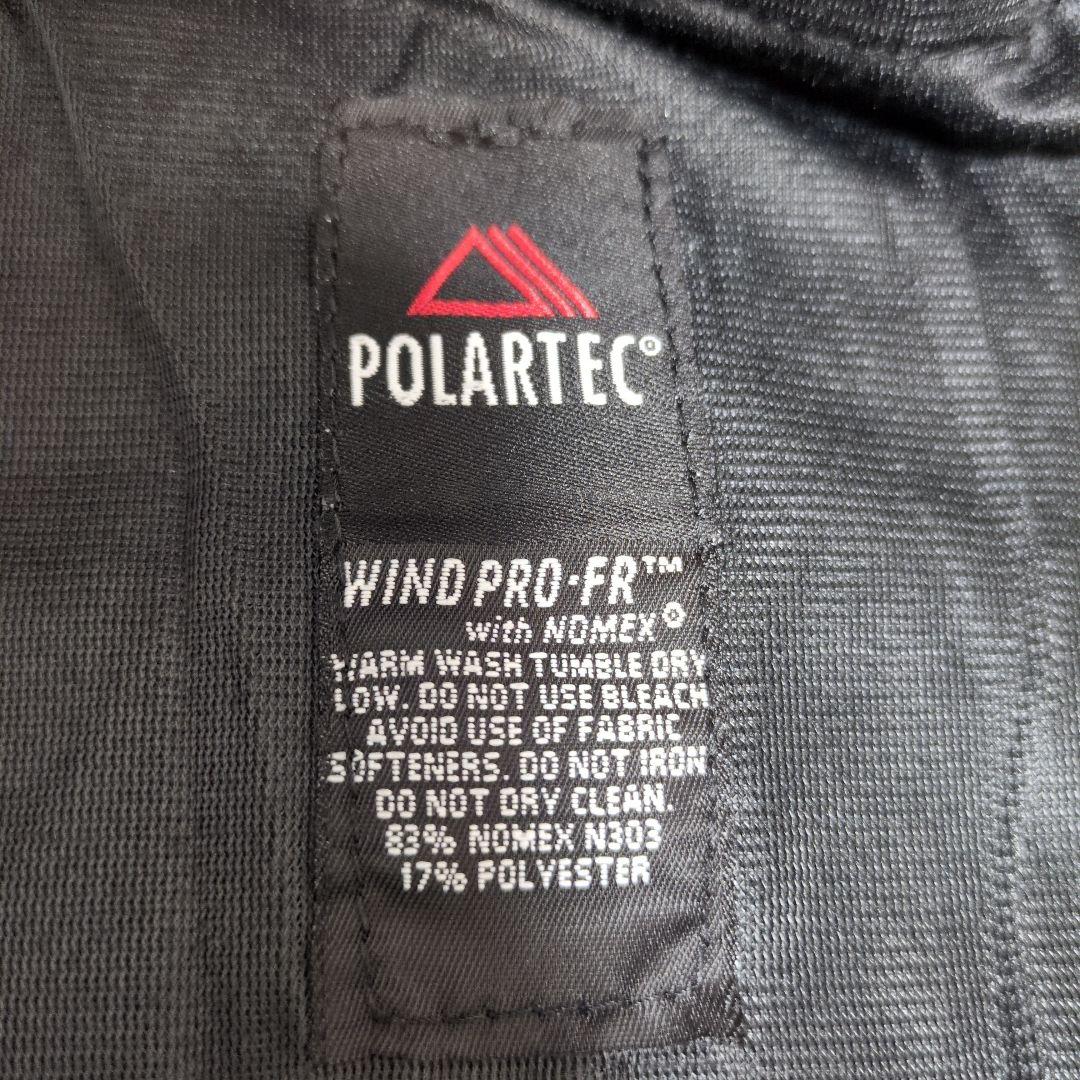 POLARTEC®
WIND PRO-FR™
with NOMEX®
WARM WASH TUMBLE DRY
LOW, DO NOT USE BLEACH
AVOID USE OF FABRIC
SOFTENERS. DO NOT IRON
DO NOT DRY CLEAN.
83% NOMEX N303
17% POLYESTER